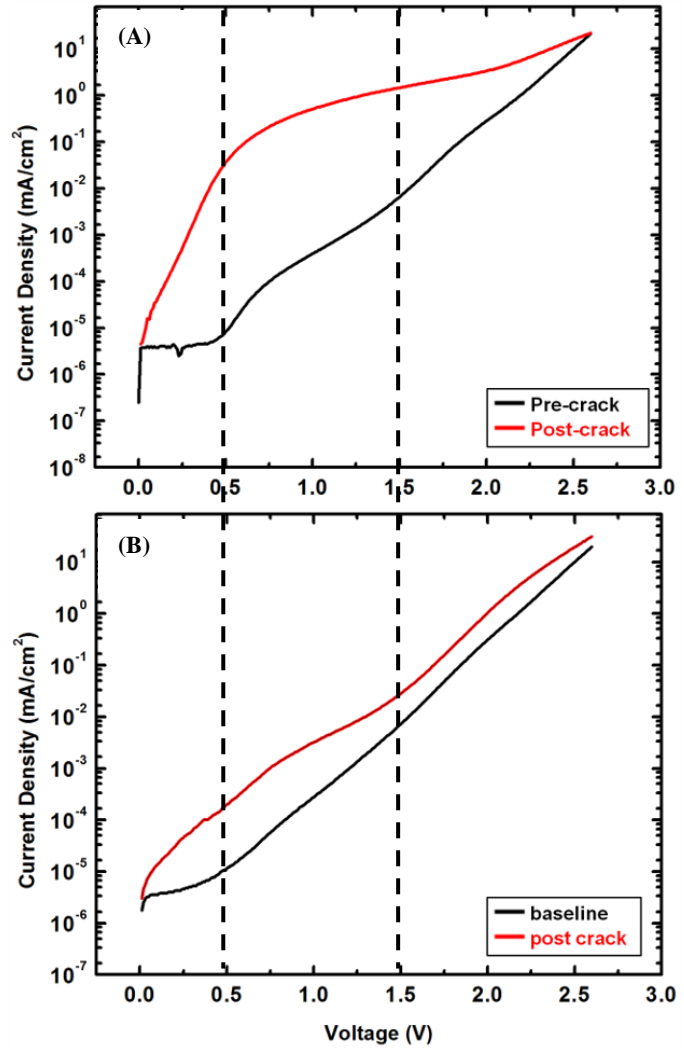 (A)
Current Density (mA/cm²)
10¹
10⁰
10⁻¹
10⁻²
10⁻³
10⁻⁴
10⁻⁵
10⁻⁶
10⁻⁷
10⁻⁸
Pre-crack
Post-crack
0.0 0.5 1.0 1.5 2.0 2.5 3.0
(B)
Current Density (mA/cm²)
10¹
10⁰
10⁻¹
10⁻²
10⁻³
10⁻⁴
10⁻⁵
10⁻⁶
10⁻⁷
baseline
post crack
0.0 0.5 1.0 1.5 2.0 2.5 3.0
Voltage (V)